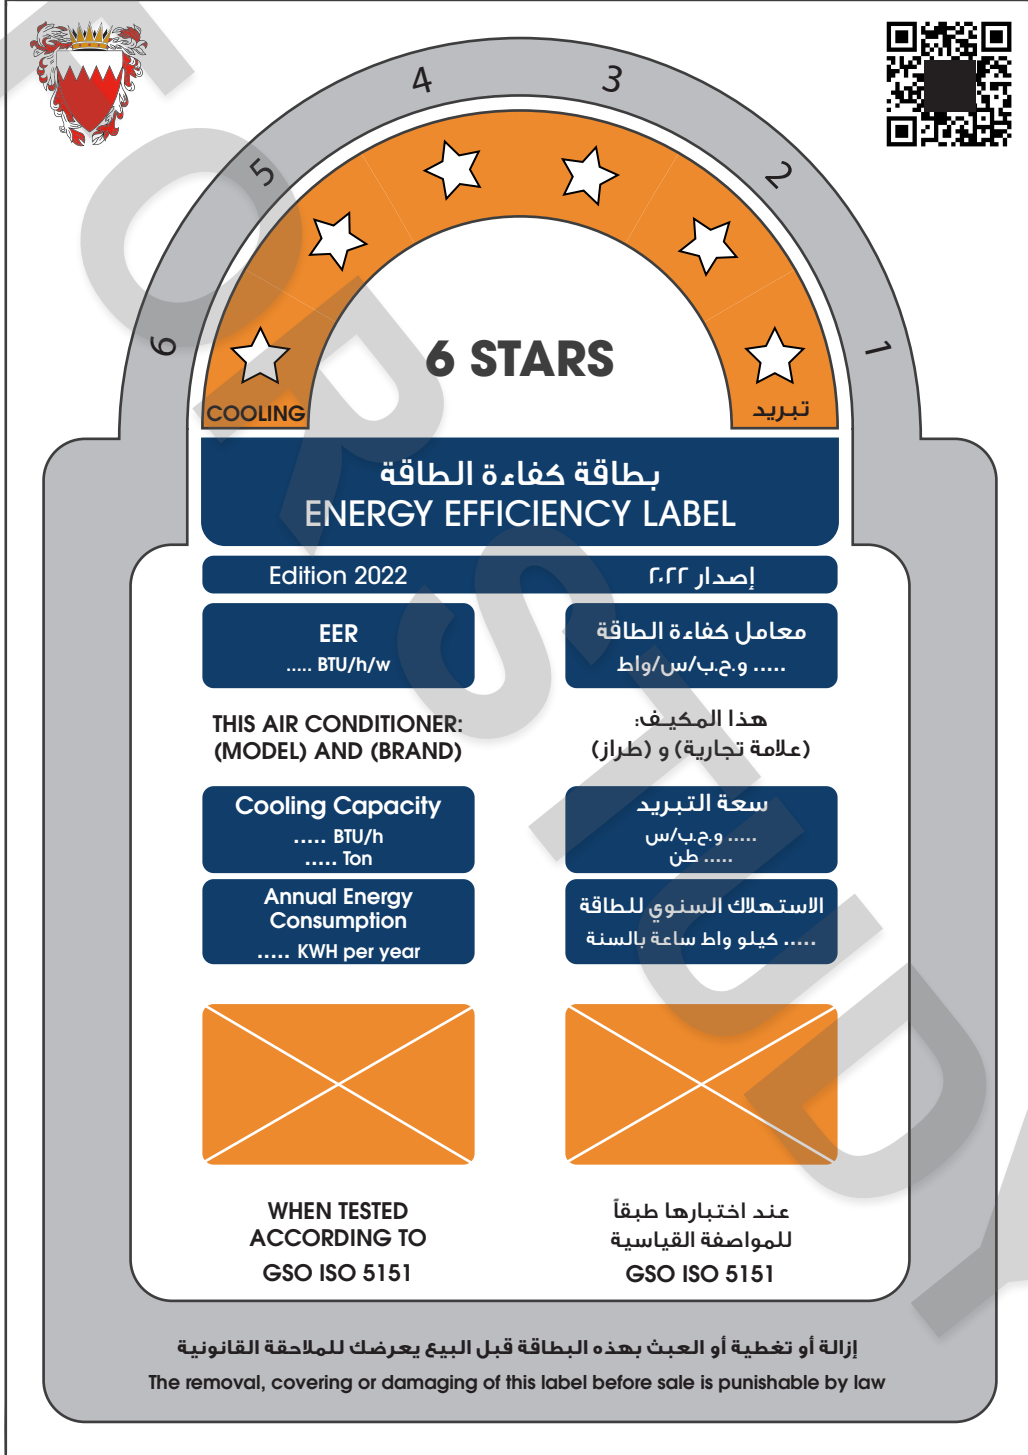 4
3
5
2
6
1
6 STARS
COOLING
تبريد
بطاقة كفاءة الطاقة
ENERGY EFFICIENCY LABEL
Edition 2022
إصدار ٢٠٢٢
EER
..... BTU/h/w
معامل كفاءة الطاقة
..... و.ح.ب/س/واط
THIS AIR CONDITIONER:
(MODEL) AND (BRAND)
هذا المكيف:
(علامة تجارية) و (طراز)
Cooling Capacity
..... BTU/h
..... Ton
سعة التبريد
..... و.ح.ب/س
..... طن
Annual Energy
Consumption
..... KWH per year
الاستهلاك السنوي للطاقة
..... كيلو واط ساعة بالسنة
WHEN TESTED
ACCORDING TO
GSO ISO 5151
عند اختبارها طبقاً
للمواصفة القياسية
GSO ISO 5151
إزالة أو تغطية أو العبث بهذه البطاقة قبل البيع يعرضك للملاحقة القانونية
The removal, covering or damaging of this label before sale is punishable by law
FOR STUDY